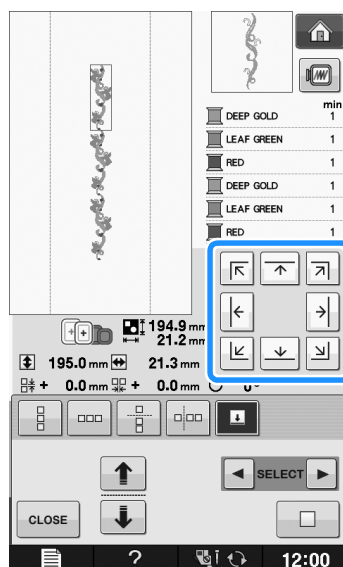 min
DEEP GOLD 1
LEAF GREEN 1
RED 1
DEEP GOLD 1
LEAF GREEN 1
RED 1
194.9 mm
21.2 mm
195.0 mm 21.3 mm
+ 0.0 mm + 0.0 mm 0°
SELECT
CLOSE
? 12:00